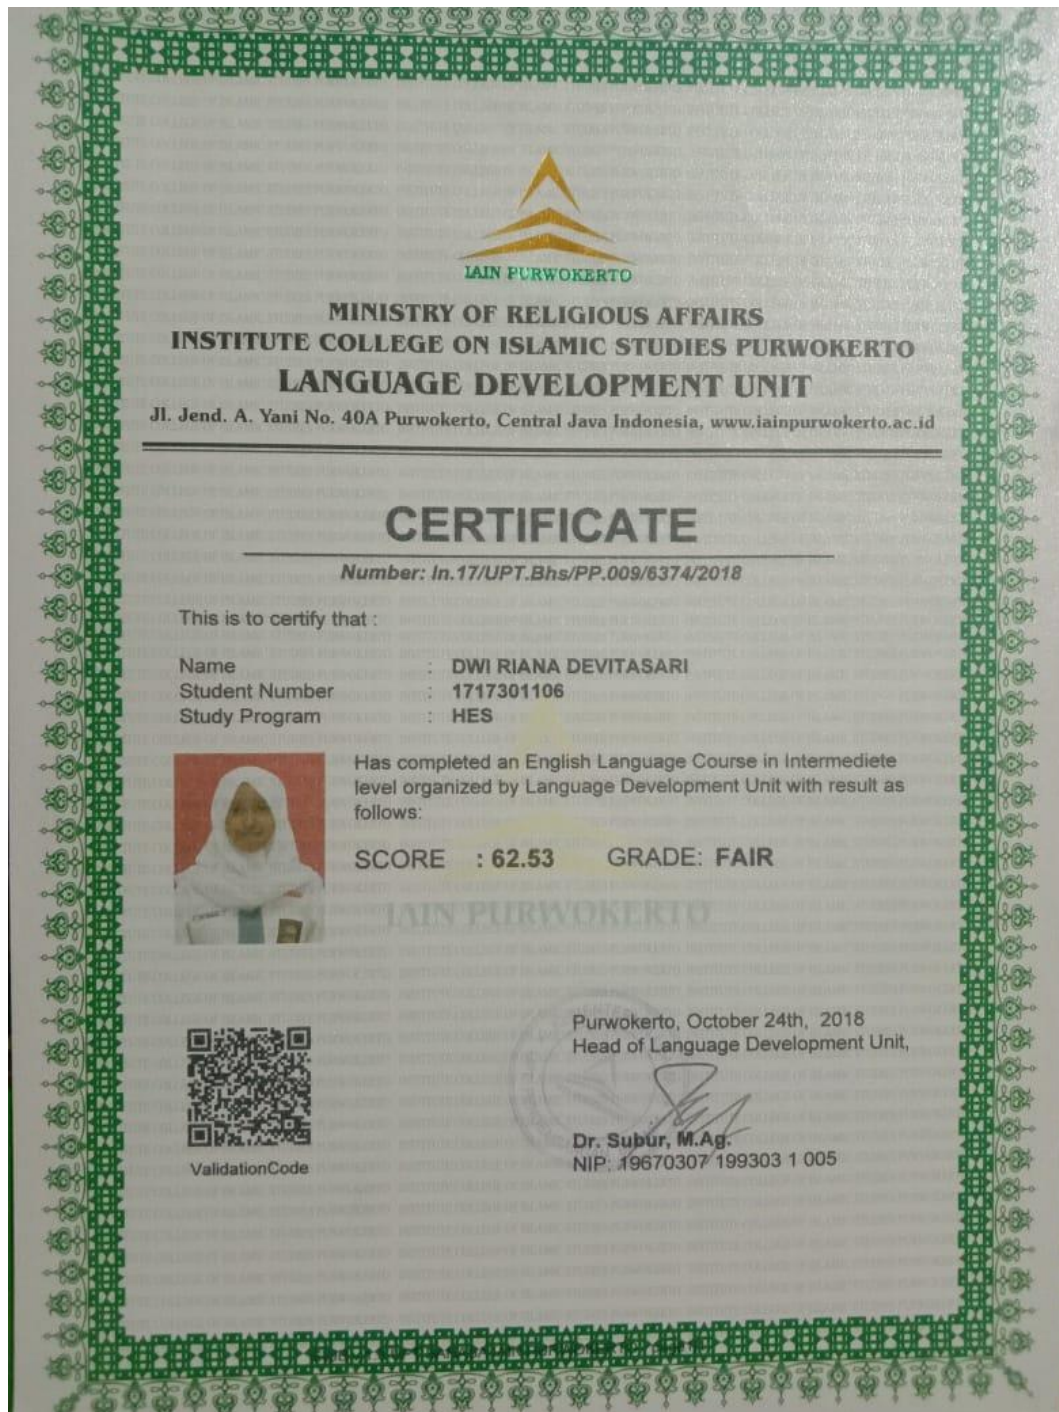 IAIN PURWOKERTO
MINISTRY OF RELIGIOUS AFFAIRS
INSTITUTE COLLEGE ON ISLAMIC STUDIES PURWOKERTO
LANGUAGE DEVELOPMENT UNIT
Jl. Jend. A. Yani No. 40A Purwokerto, Central Java Indonesia, www.iainpurwokerto.ac.id
CERTIFICATE
Number: In.17/UPT.Bhs/PP.009/6374/2018
This is to certify that :
Name : DWI RIANA DEVITASARI
Student Number : 1717301106
Study Program : HES
Has completed an English Language Course in Intermediete
level organized by Language Development Unit with result as
follows:
SCORE : 62.53 GRADE: FAIR
IAIN PURWOKERTO
Purwokerto, October 24th, 2018
Head of Language Development Unit,
Dr. Subur, M.Ag.
NIP: 19670307 199303 1 005
ValidationCode